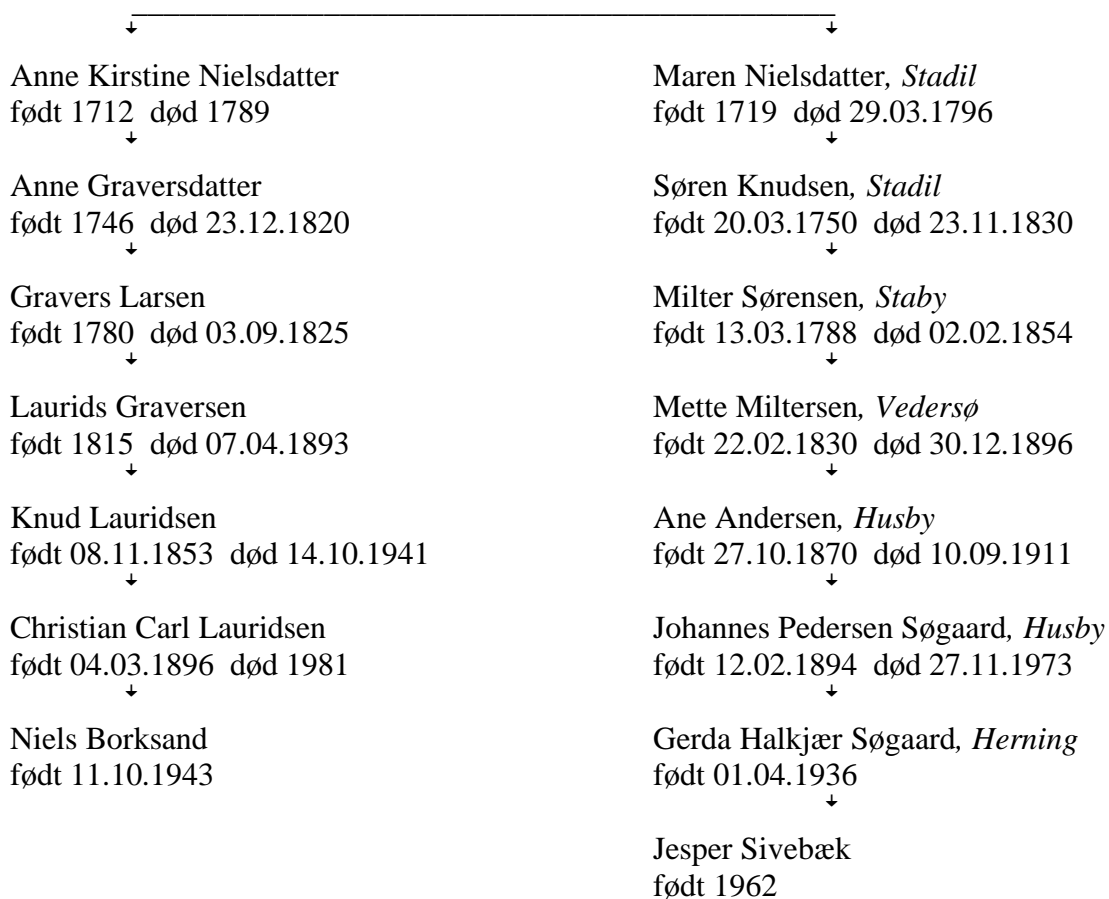 Anne Kirstine Nielsdatter
født 1712 død 1789
Anne Graversdatter
født 1746 død 23.12.1820
Gravers Larsen
født 1780 død 03.09.1825
Laurids Graversen
født 1815 død 07.04.1893
Knud Lauridsen
født 08.11.1853 død 14.10.1941
Christian Carl Lauridsen
født 04.03.1896 død 1981
Niels Borksand
født 11.10.1943
Maren Nielsdatter, Stadil
født 1719 død 29.03.1796
Søren Knudsen, Stadil
født 20.03.1750 død 23.11.1830
Milter Sørensen, Staby
født 13.03.1788 død 02.02.1854
Mette Miltersen, Vedersø
født 22.02.1830 død 30.12.1896
Ane Andersen, Husby
født 27.10.1870 død 10.09.1911
Johannes Pedersen Søgaard, Husby
født 12.02.1894 død 27.11.1973
Gerda Halkjær Søgaard, Herning
født 01.04.1936
Jesper Sivebæk
født 1962